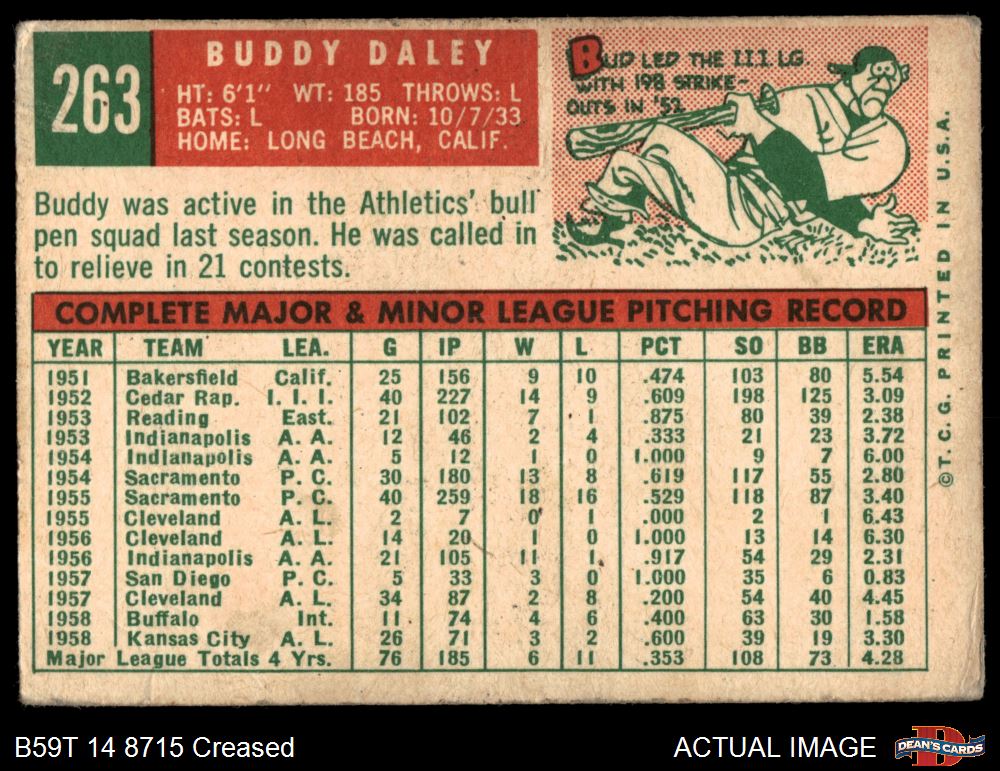 263
BUDDY DALEY
HT: 6'1" WT: 185 THROWS: L
BATS: L BORN: 10/7/33
HOME: LONG BEACH, CALIF.
BUD LED THE III LG
WITH 198 STRIKE-
OUTS IN '52
Buddy was active in the Athletics' bull
pen squad last season. He was called in
to relieve in 21 contests.
COMPLETE MAJOR & MINOR LEAGUE PITCHING RECORD
YEAR TEAM LEA. G IP W L PCT SO BB ERA
1951 Bakersfield Calif. 25 156 9 10 .474 103 80 5.54
1952 Cedar Rap. I. I. I. 40 227 14 9 .609 198 125 3.09
1953 Reading East. 21 102 7 1 .875 80 39 2.38
1953 Indianapolis A. A. 12 46 2 4 .333 21 23 3.72
1954 Indianapolis A. A. 5 12 1 0 1.000 9 7 6.00
1954 Sacramento P. C. 30 180 13 8 .619 117 55 2.80
1955 Sacramento P. C. 40 259 18 16 .529 118 87 3.40
1955 Cleveland A. L. 2 7 0 1 .000 2 1 6.43
1956 Cleveland A. L. 14 20 1 0 1.000 13 14 6.30
1956 Indianapolis A. A. 21 105 11 1 .917 54 29 2.31
1957 San Diego P. C. 5 33 3 0 1.000 35 6 0.83
1957 Cleveland A. L. 34 87 2 8 .200 54 40 4.45
1958 Buffalo Int. 11 74 4 6 .400 63 30 1.58
1958 Kansas City A. L. 26 71 3 2 .600 39 19 3.30
Major League Totals 4 Yrs. 76 185 6 11 .353 108 73 4.28
© T. C. G. PRINTED IN U.S.A.
B59T 14 8715 Creased
ACTUAL IMAGE
DEAN'S CARDS